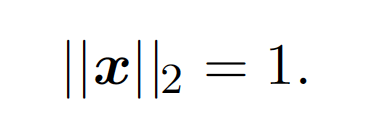 ||x||₂ = 1.